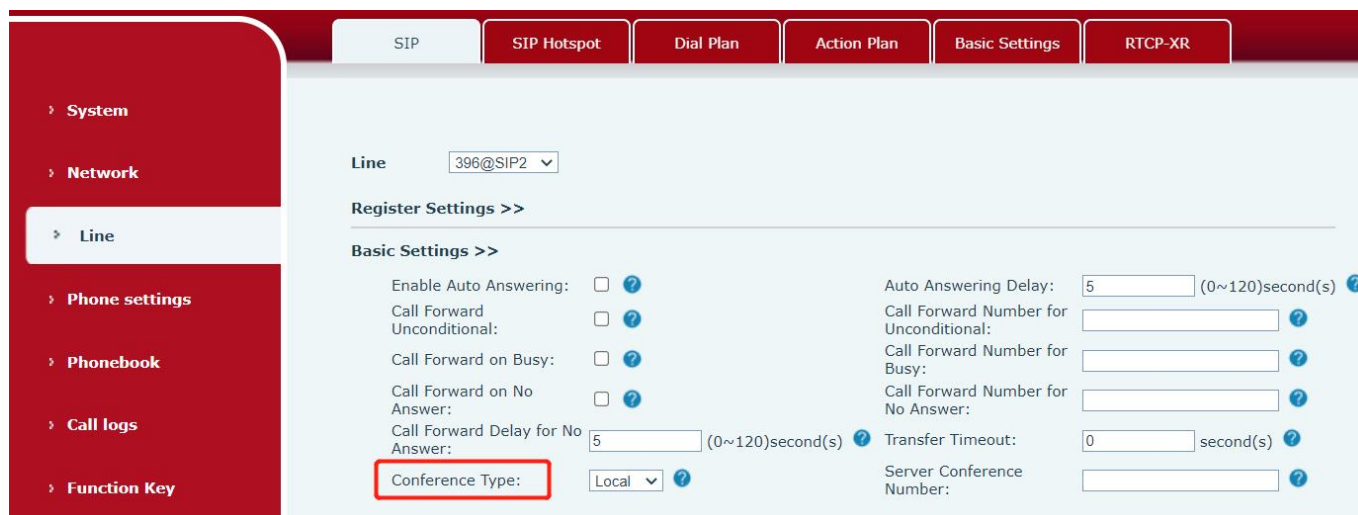 SIP SIP Hotspot Dial Plan Action Plan Basic Settings RTCP-XR
System
Network
Line
Phone settings
Phonebook
Call logs
Function Key
Line 396@SIP2
Register Settings >>
Basic Settings >>
Enable Auto Answering: ? Auto Answering Delay: 5 (0~120)second(s) ?
Call Forward
Unconditional: ? Call Forward Number for
Unconditional: ?
Call Forward on Busy: ? Call Forward Number for
Busy: ?
Call Forward on No
Answer: ? Call Forward Number for
No Answer: ?
Call Forward Delay for No
Answer: 5 (0~120)second(s) ? Transfer Timeout: 0 second(s) ?
Conference Type: Local ? Server Conference
Number: ?